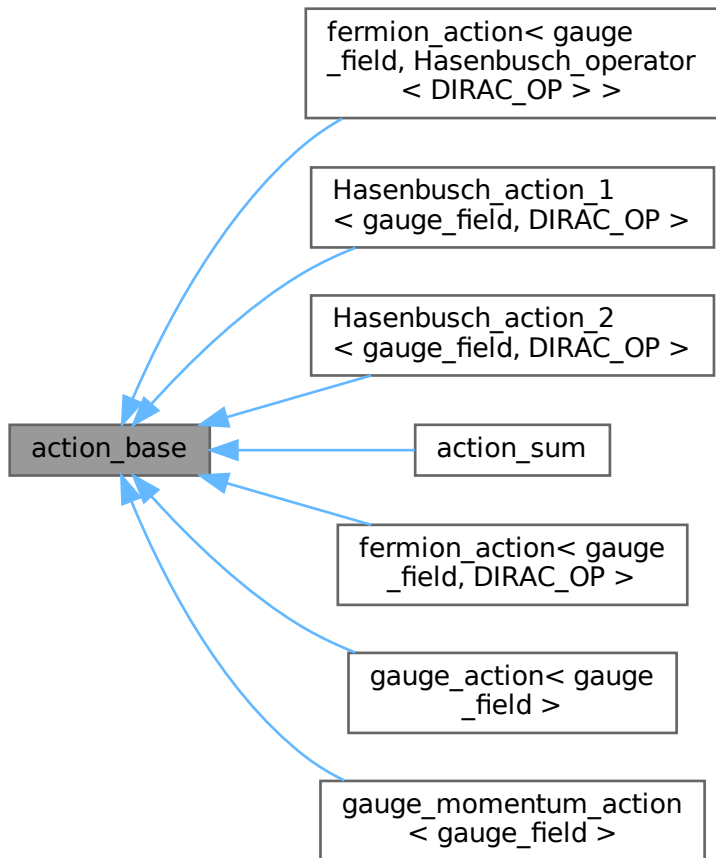 fermion_action< gauge
_field, Hasenbusch_operator
< DIRAC_OP > >
Hasenbusch_action_1
< gauge_field, DIRAC_OP >
Hasenbusch_action_2
< gauge_field, DIRAC_OP >
action_base
action_sum
fermion_action< gauge
_field, DIRAC_OP >
gauge_action< gauge
_field >
gauge_momentum_action
< gauge_field >